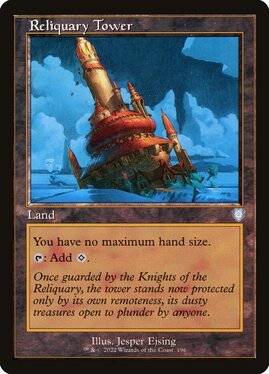 Reliquary Tower
Land
You have no maximum hand size.
: Add .
Once guarded by the Knights of the
Reliquary, the tower stands now protected
only by its own remoteness, its dusty
treasures open to plunder by anyone.
Illus. Jesper Ejsing
™ & © 2022 Wizards of the Coast 196